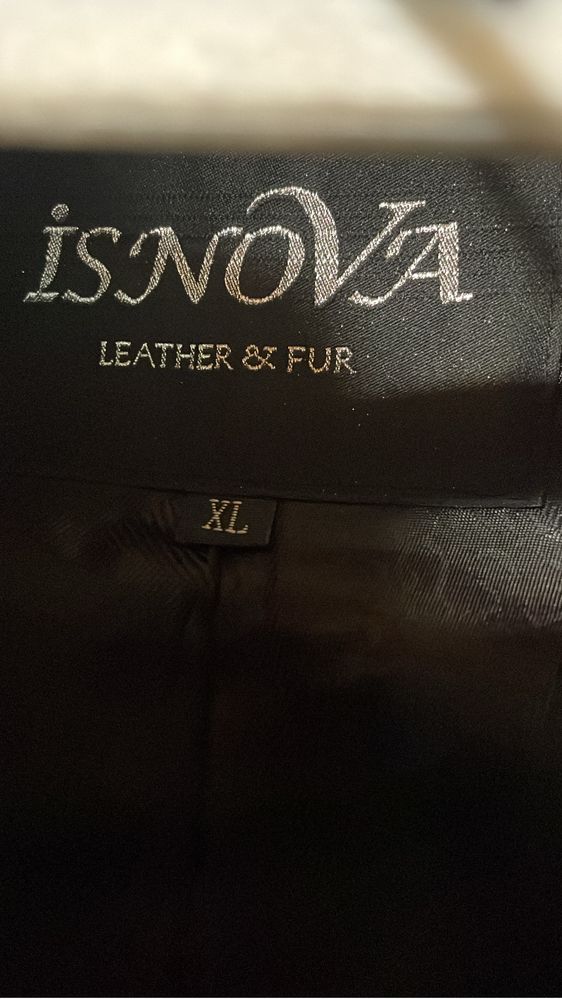 isNOVA
LEATHER & FUR
XL